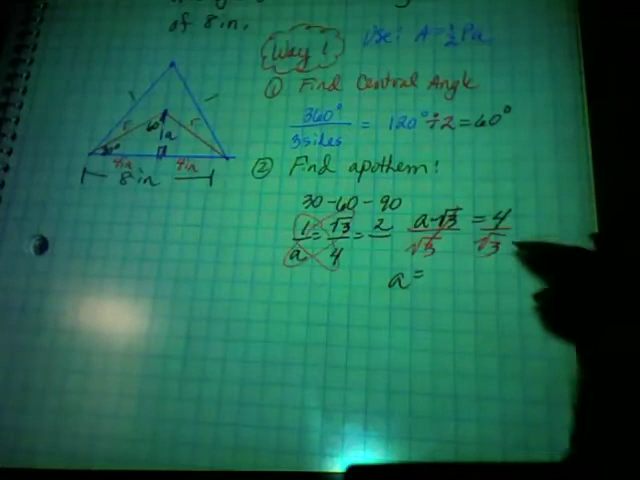 of 8 in.
Way 1
Use: A = ½Pa
① Find Central Angle
360° / 3 sides = 120° ÷ 2 = 60°
② Find apothem:
r 60° r
a
30°
4in 4in
8 in
30 - 60 - 90
1/a = √3/4 = 2
a·√3 / √3 = 4 / √3
a =